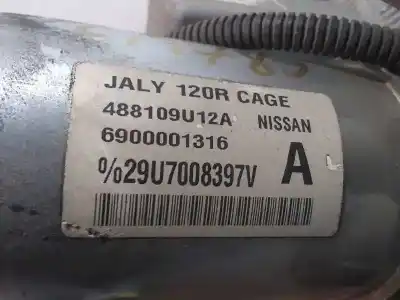 JALY 120R CAGE
488109U12A NISSAN
6900001316
%29U7008397V A